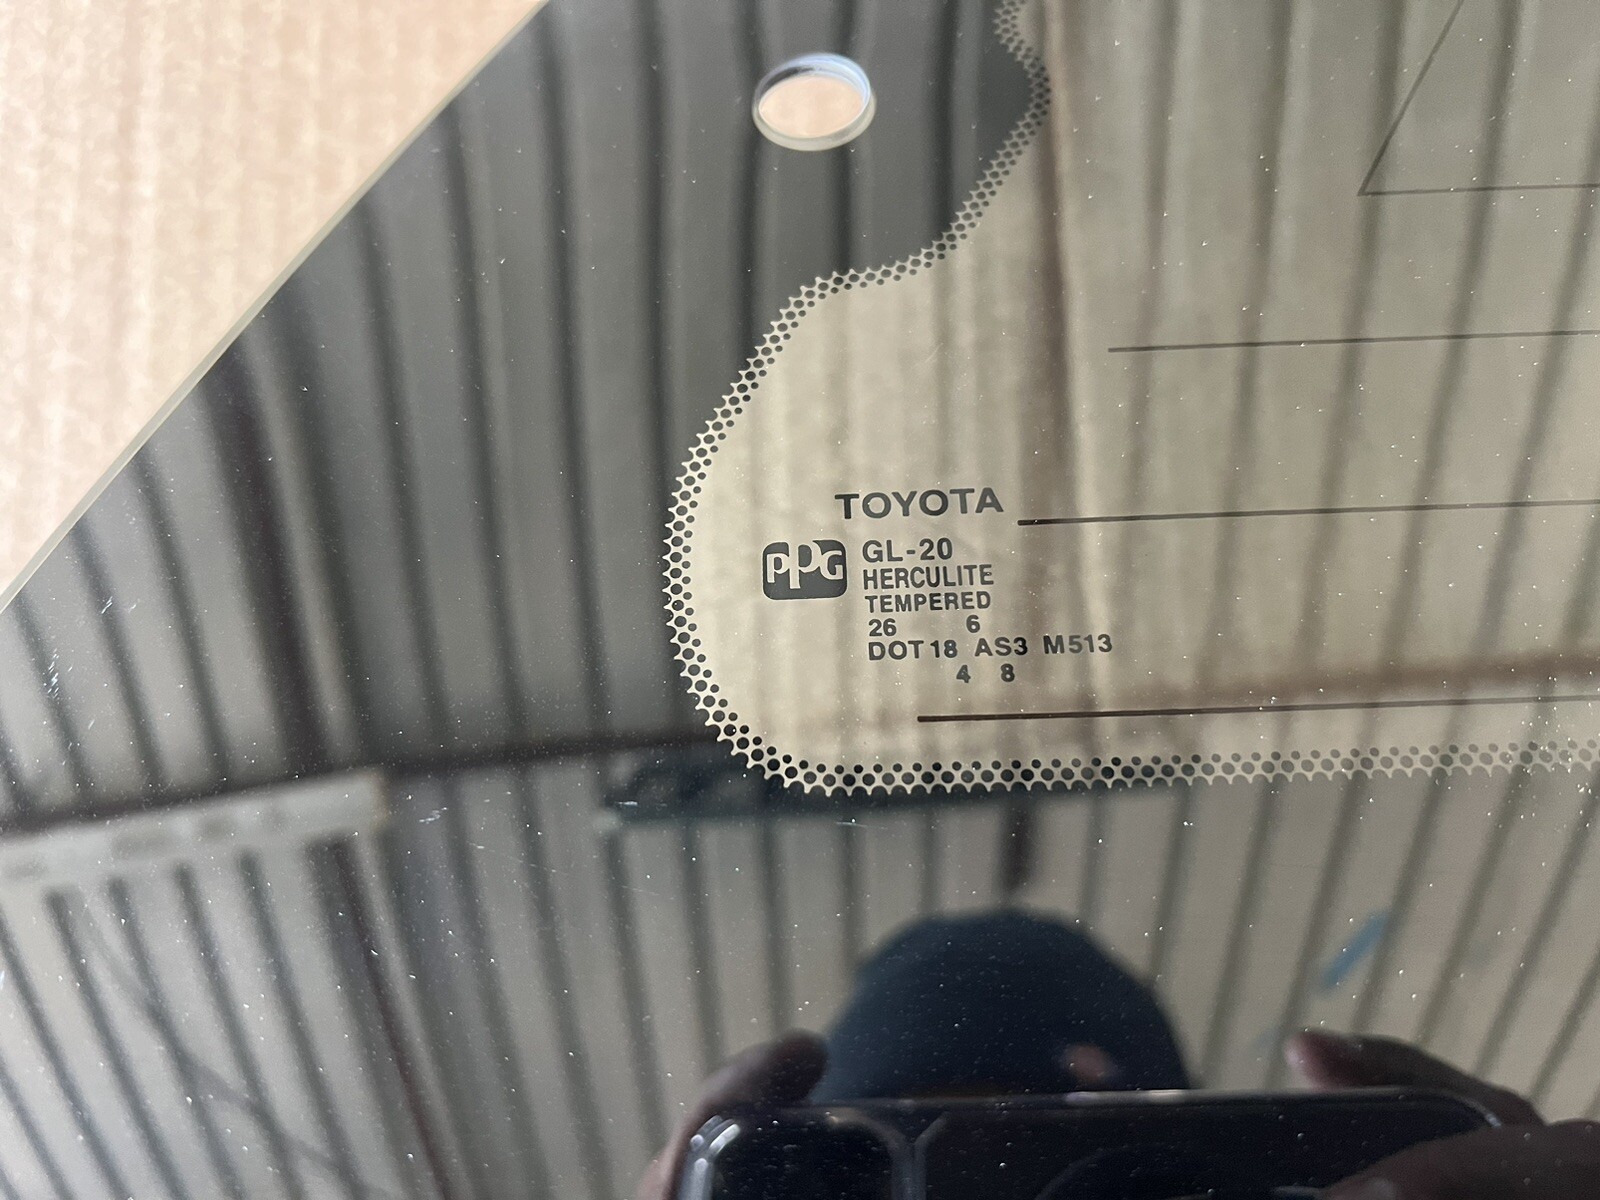 TOYOTA
PPG GL-20
HERCULITE
TEMPERED
26 6
DOT 18 AS3 M513
4 8